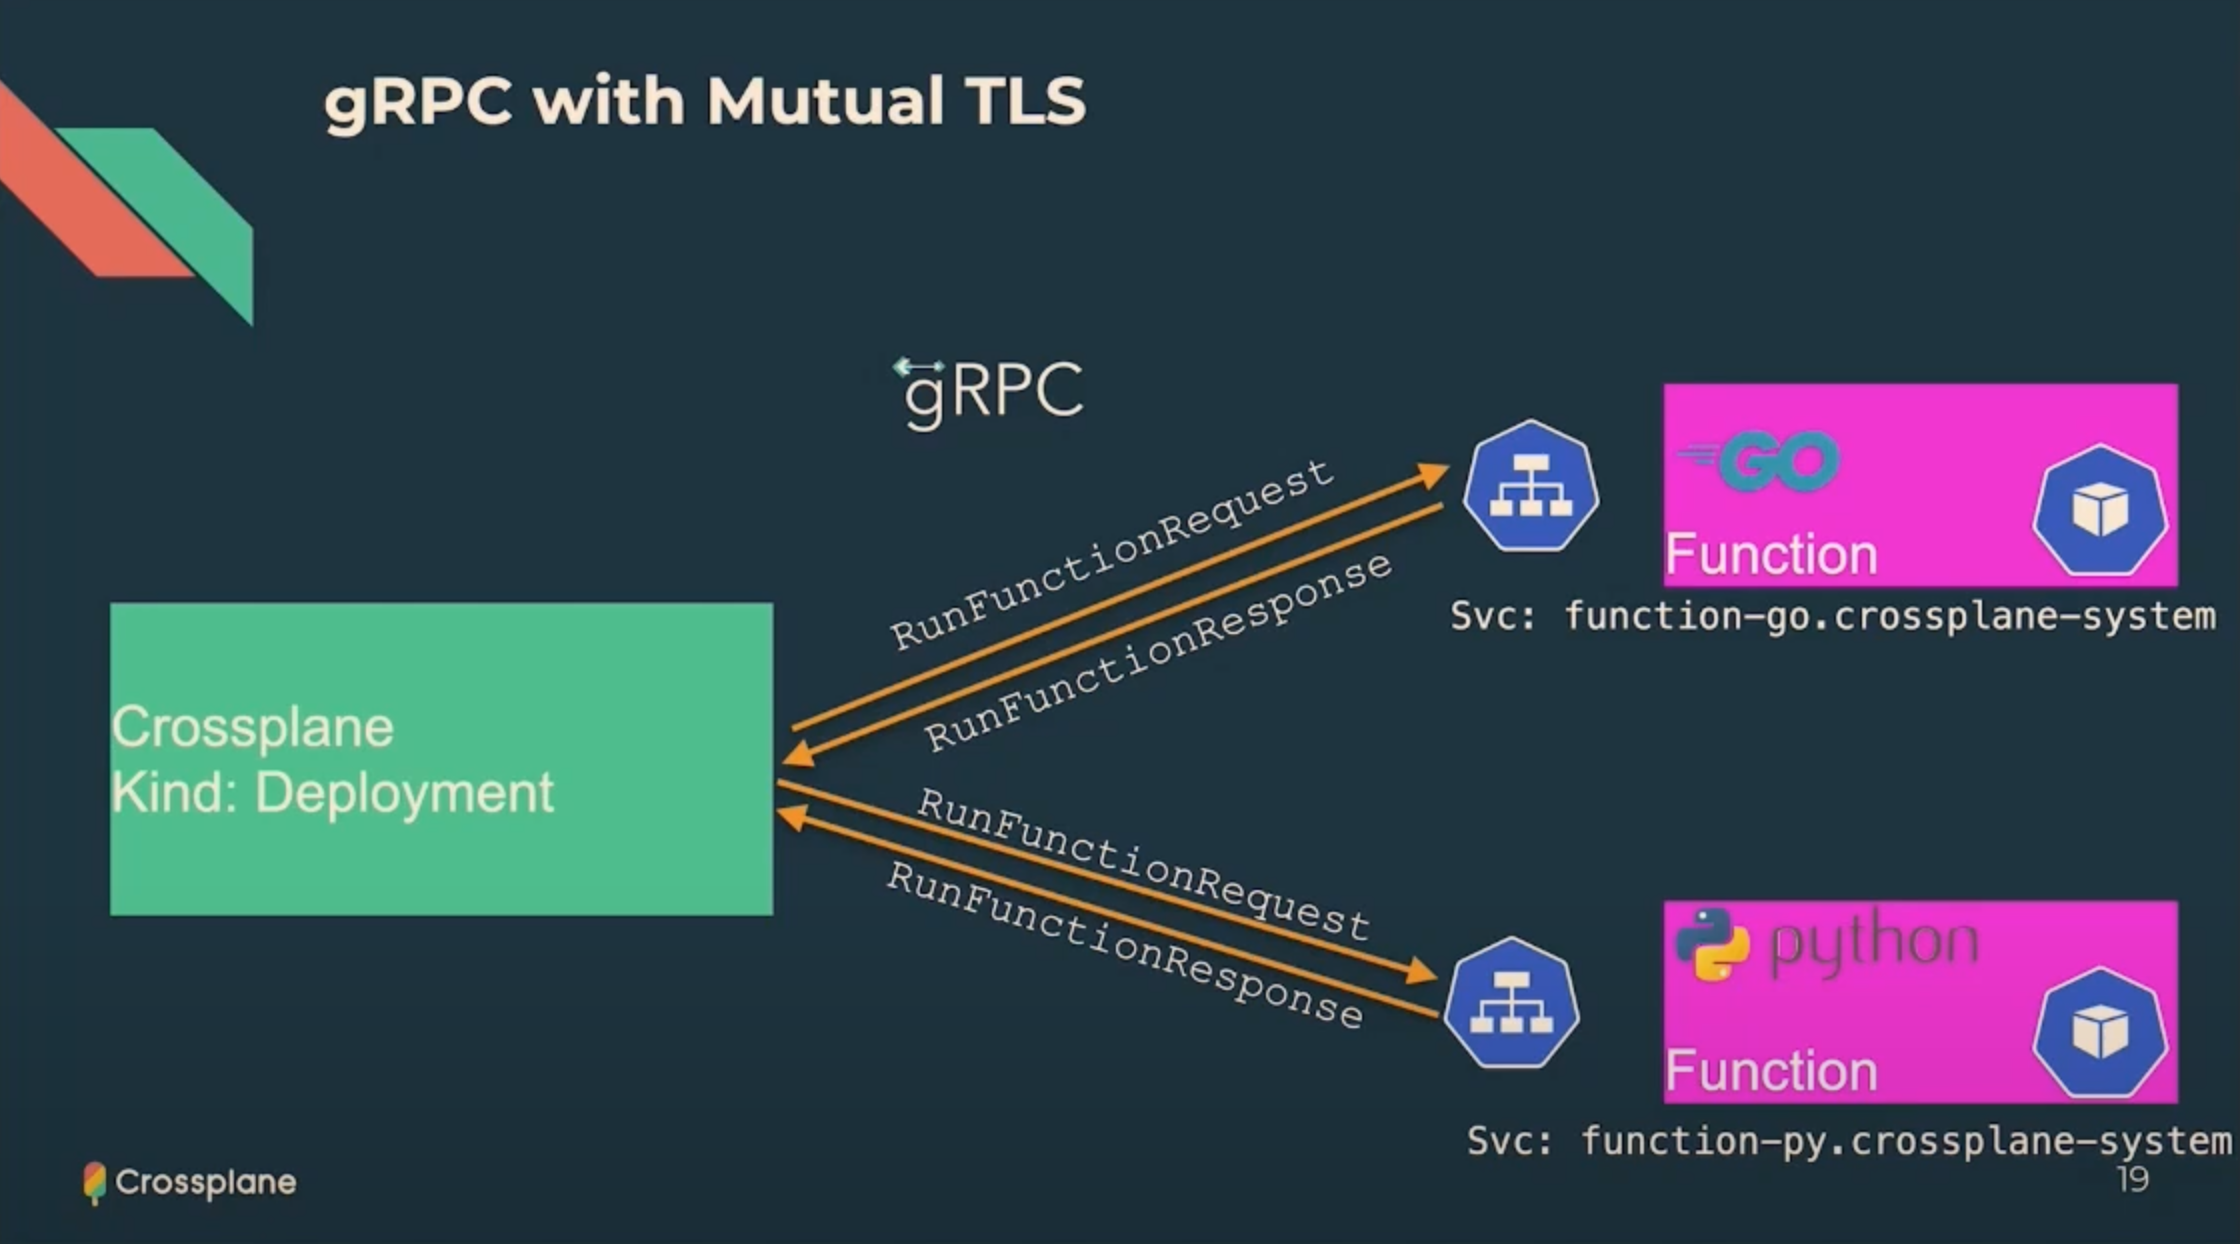 gRPC with Mutual TLS
gRPC
RunFunctionRequest
RunFunctionResponse
GO
Function
Svc: function-go.crossplane-system
Crossplane
Kind: Deployment
RunFunctionRequest
RunFunctionResponse
python
Function
Svc: function-py.crossplane-system
Crossplane
19